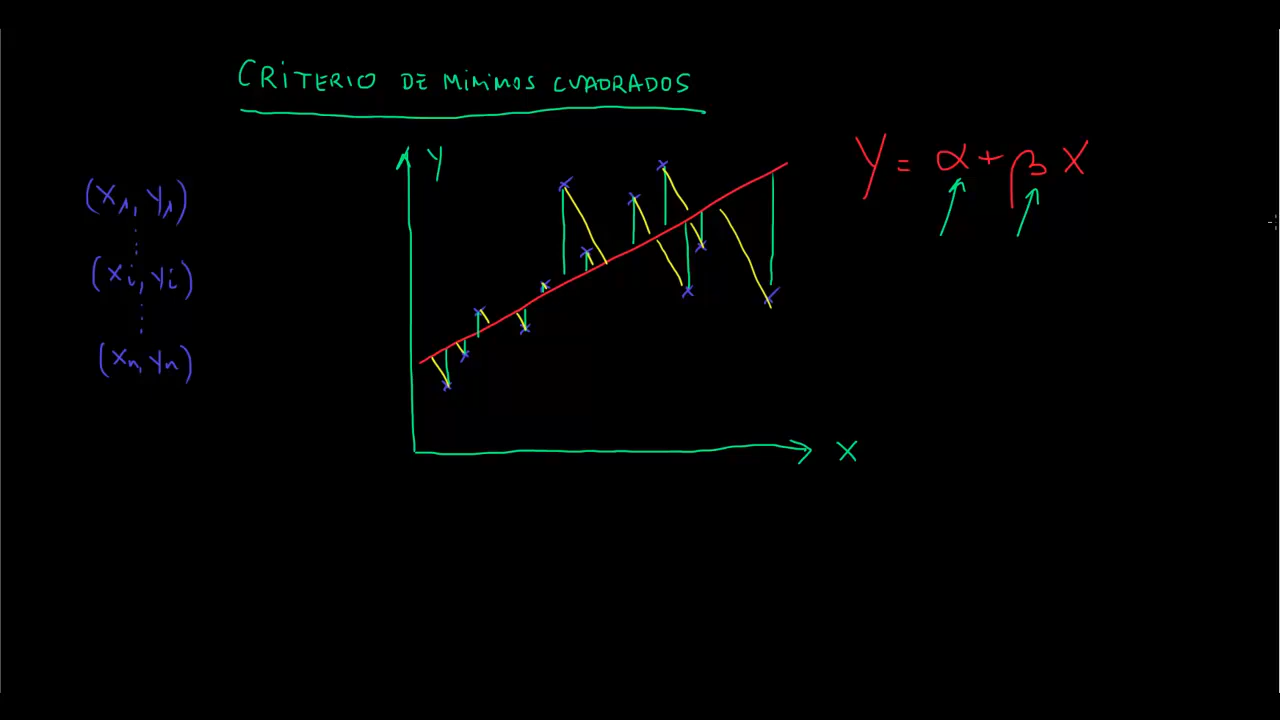 CRITERIO DE MINIMOS CUADRADOS
Y
Y = α + β X
(X₁, Y₁)
⋮
(Xi, Yi)
⋮
(Xn, Yn)
X